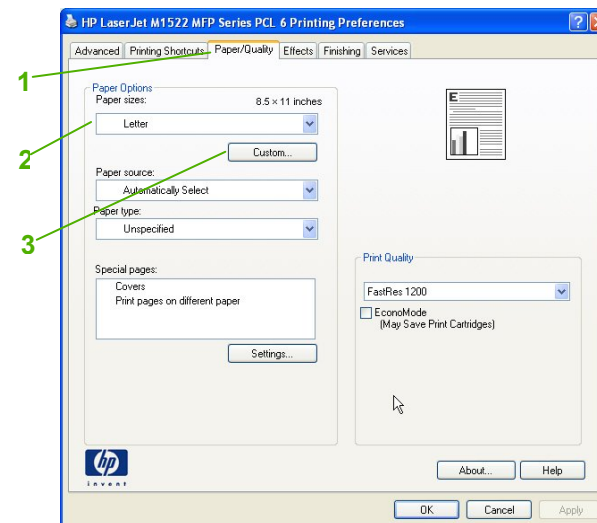 HP LaserJet M1522 MFP Series PCL 6 Printing Preferences
Advanced Printing Shortcuts Paper/Quality Effects Finishing Services
1
Paper Options
Paper sizes: 8.5 × 11 inches
E
2
Letter
Custom...
3
Paper source:
Automatically Select
Paper type:
Unspecified
Special pages:
Covers
Print pages on different paper
Settings...
Print Quality
FastRes 1200
EconoMode
(May Save Print Cartridges)
hp
invent
About... Help
OK Cancel Apply